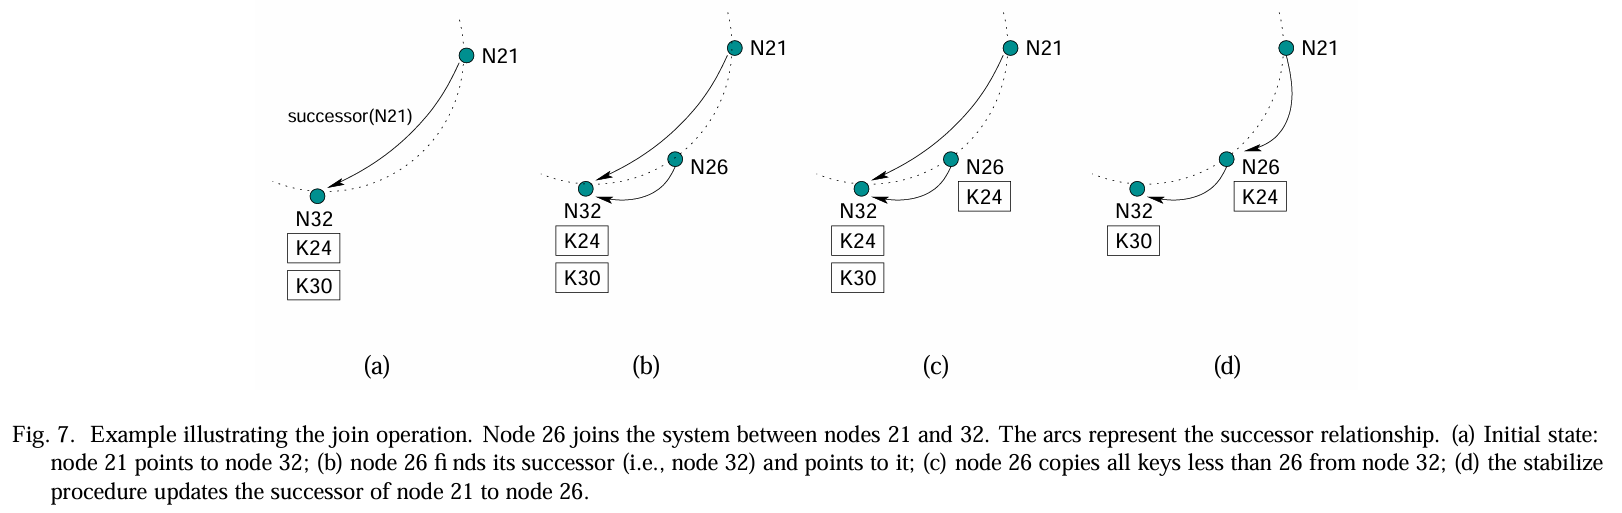 N21
successor(N21)
N32
K24
K30
N21
N26
N32
K24
K30
N21
N26
K24
N32
K24
K30
N21
N26
K24
N32
K30
(a) (b) (c) (d)
Fig. 7. Example illustrating the join operation. Node 26 joins the system between nodes 21 and 32. The arcs represent the successor relationship. (a) Initial state:
node 21 points to node 32; (b) node 26 finds its successor (i.e., node 32) and points to it; (c) node 26 copies all keys less than 26 from node 32; (d) the stabilize
procedure updates the successor of node 21 to node 26.